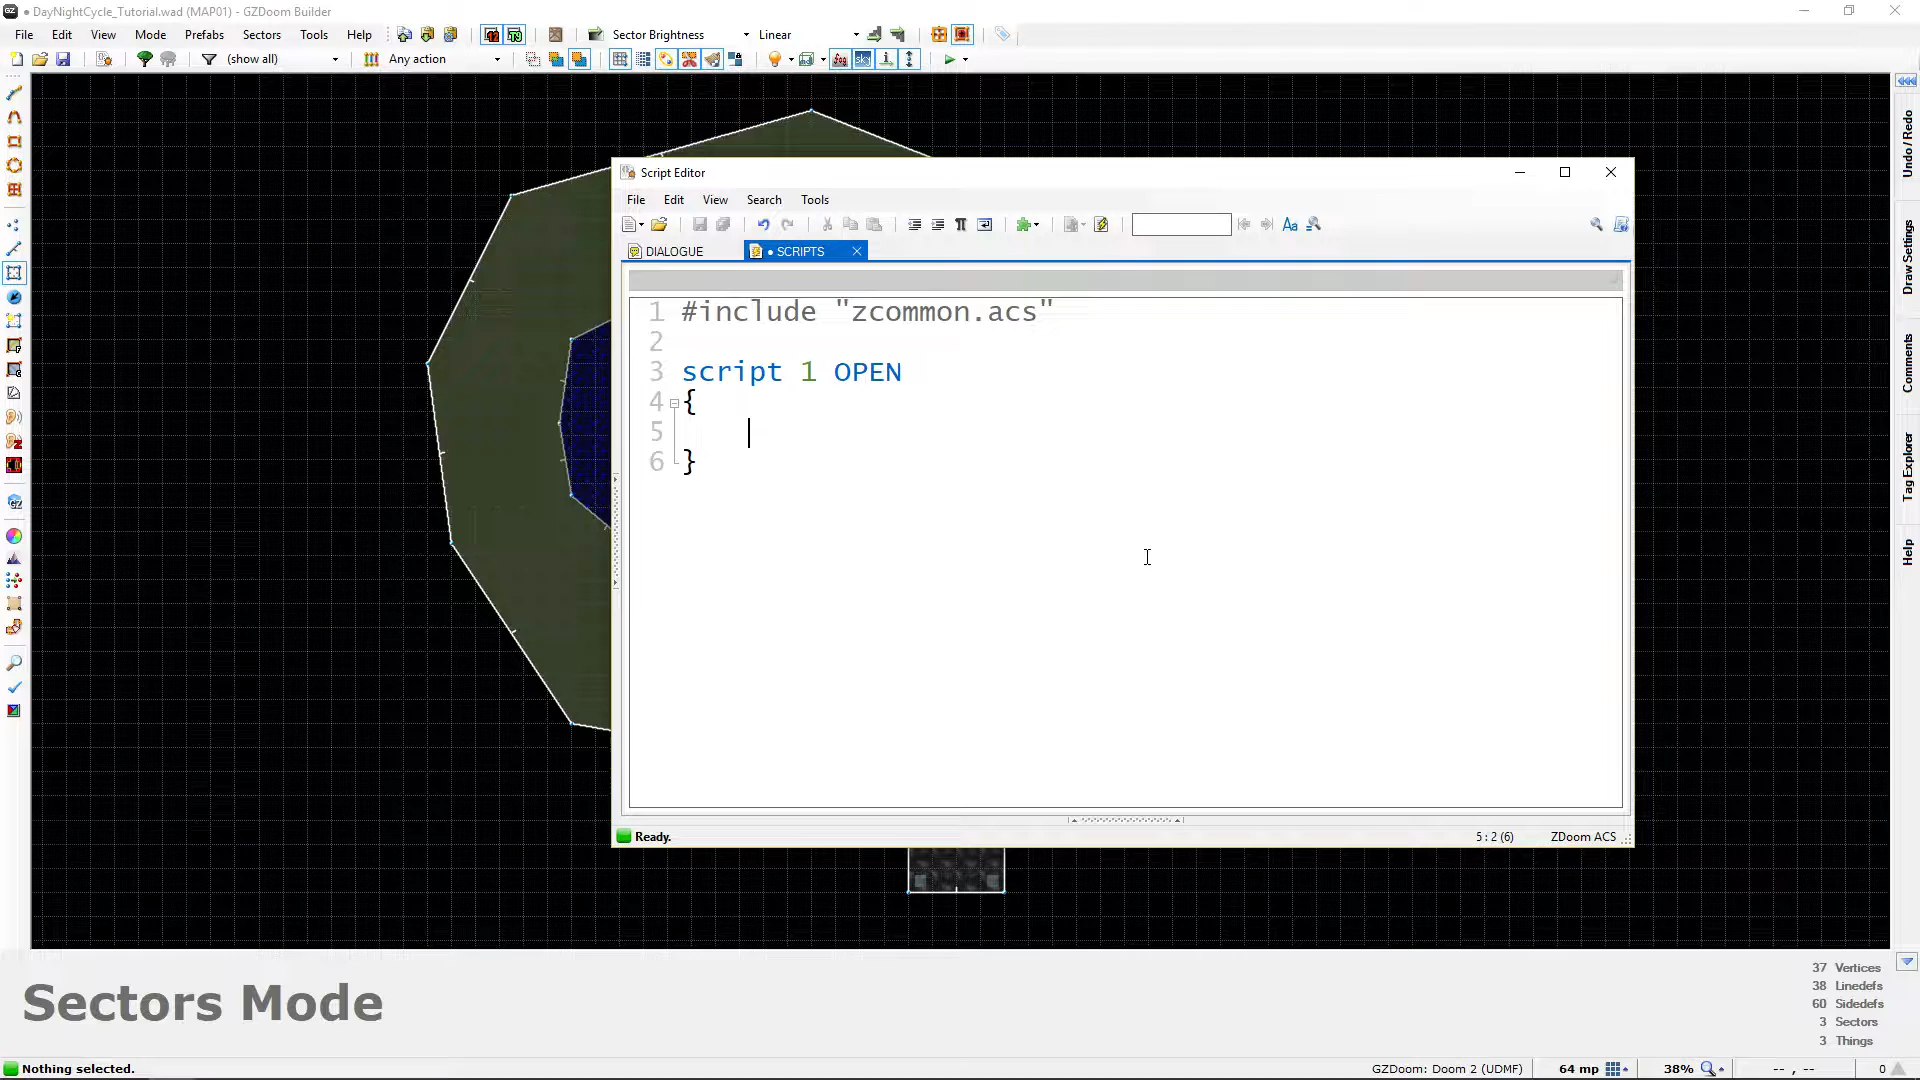 DayNightCycle_Tutorial.wad (MAP01) - GZDoom Builder
File Edit View Mode Prefabs Sectors Tools Help Sector Brightness Linear
(show all) Any action
Script Editor
File Edit View Search Tools
DIALOGUE • SCRIPTS
1 #include "zcommon.acs"
2
3 script 1 OPEN
4 {
5
6 }
Ready. 5 : 2 (6) ZDoom ACS
Undo/Redo
Draw Settings
Comments
Tag Explorer
Help
Sectors Mode
37 Vertices
38 Linedefs
60 Sidedefs
3 Sectors
3 Things
Nothing selected. GZDoom: Doom 2 (UDMF) 64 mp 38% -- , -- 0